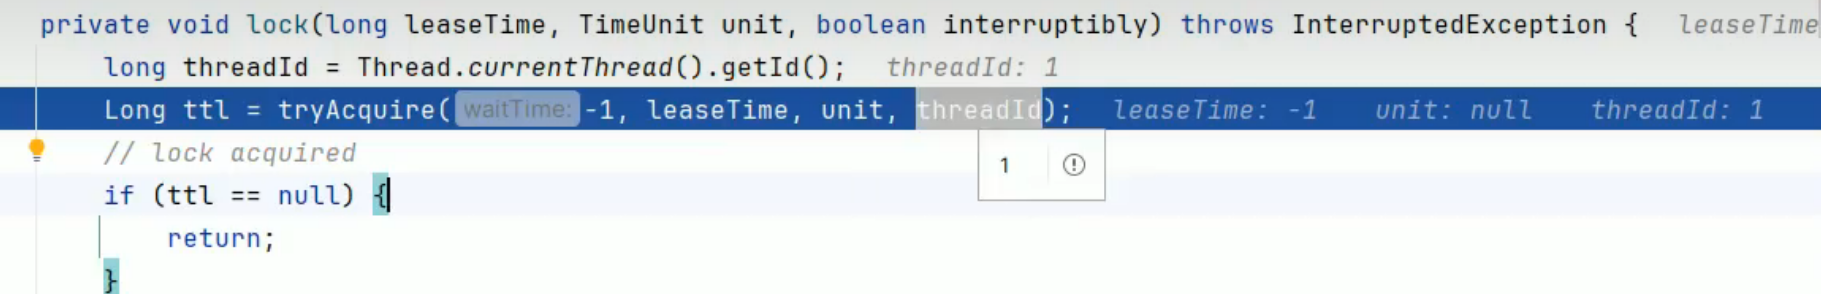 private void lock(long leaseTime, TimeUnit unit, boolean interruptibly) throws InterruptedException {  leaseTime
long threadId = Thread.currentThread().getId();  threadId: 1
Long ttl = tryAcquire( waitTime: -1, leaseTime, unit, threadId);  leaseTime: -1  unit: null  threadId: 1
// lock acquired
1
if (ttl == null) {
return;
}